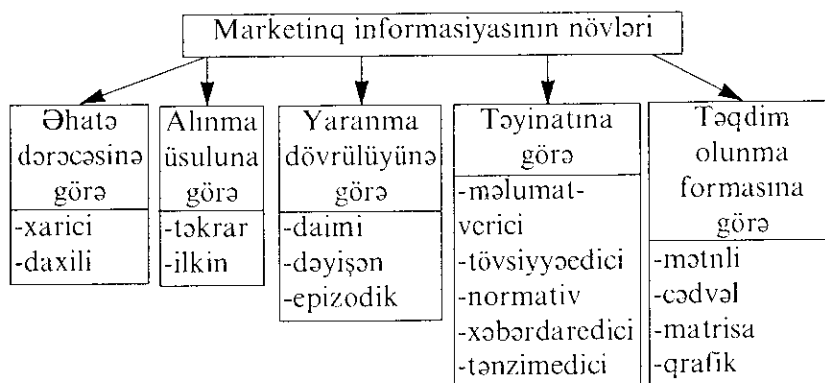 Marketinq informasiyasının növləri
Əhatə
dərəcəsinə
görə
-xarici
-daxili
Alınma
üsuluna
görə
-təkrar
-ilkin
Yaranma
dövrülüyünə
görə
-daimi
-dəyişən
-epizodik
Təyinatına
görə
-məlumat-
verici
-tövsiyyəedici
-normativ
-xəbərdaredici
-tənzimedici
Təqdim
olunma
formasına
görə
-mətnli
-cədvəl
-matrisa
-qrafik